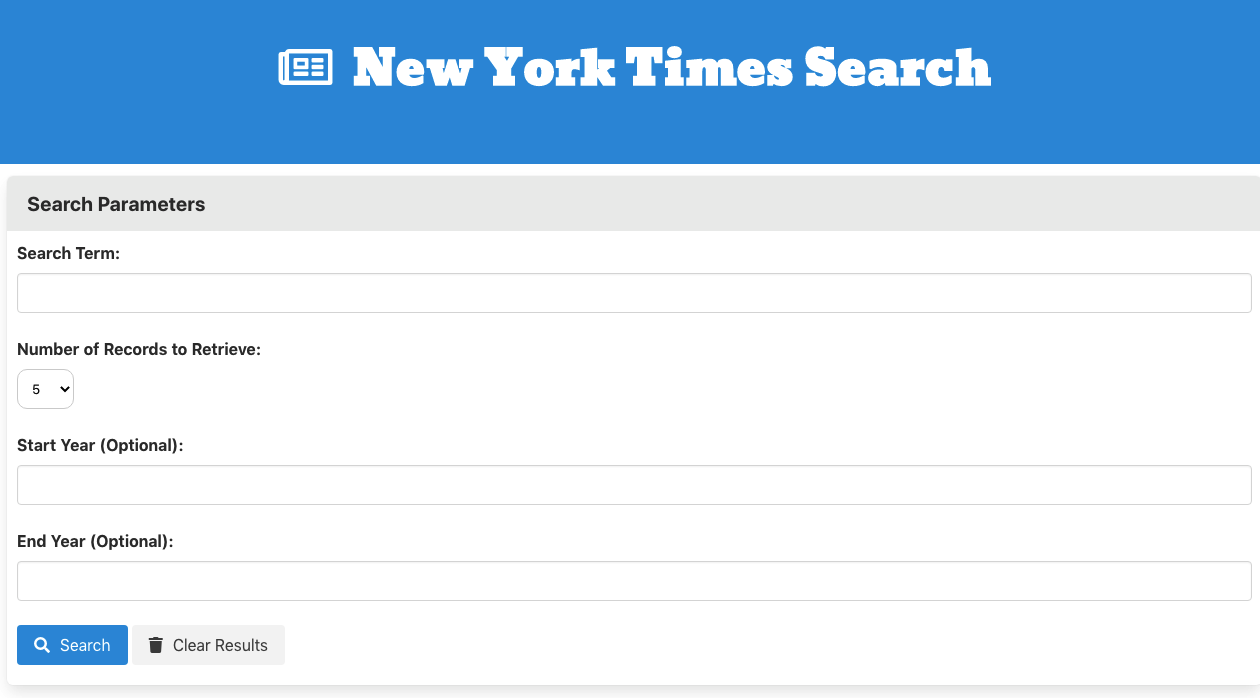 New York Times Search
Search Parameters
Search Term:
Number of Records to Retrieve:
5
Start Year (Optional):
End Year (Optional):
Search
Clear Results